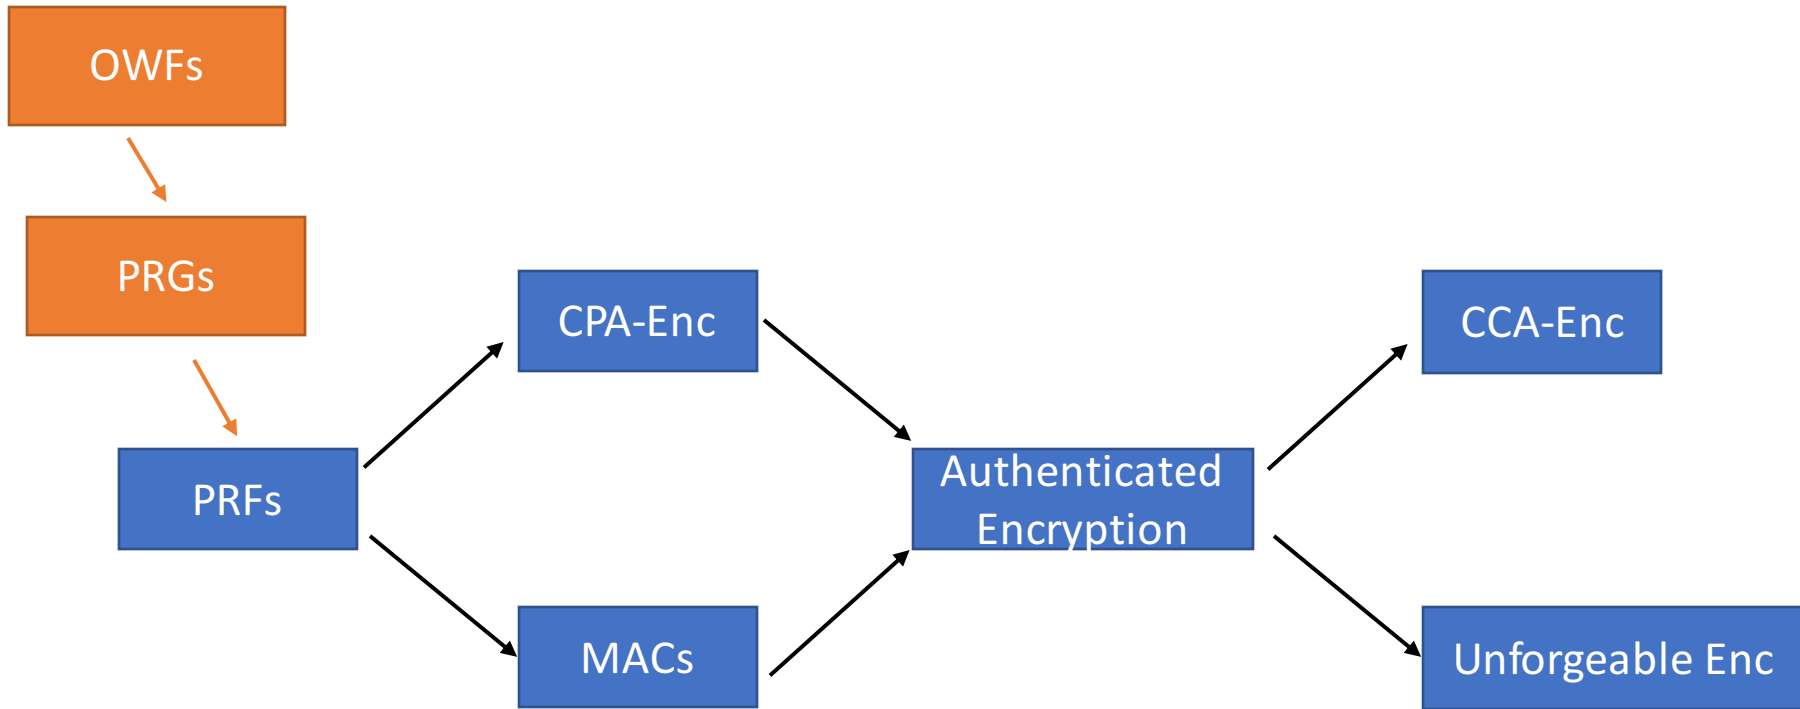 OWFs
PRGs
CPA-Enc
CCA-Enc
PRFs
Authenticated
Encryption
MACs
Unforgeable Enc